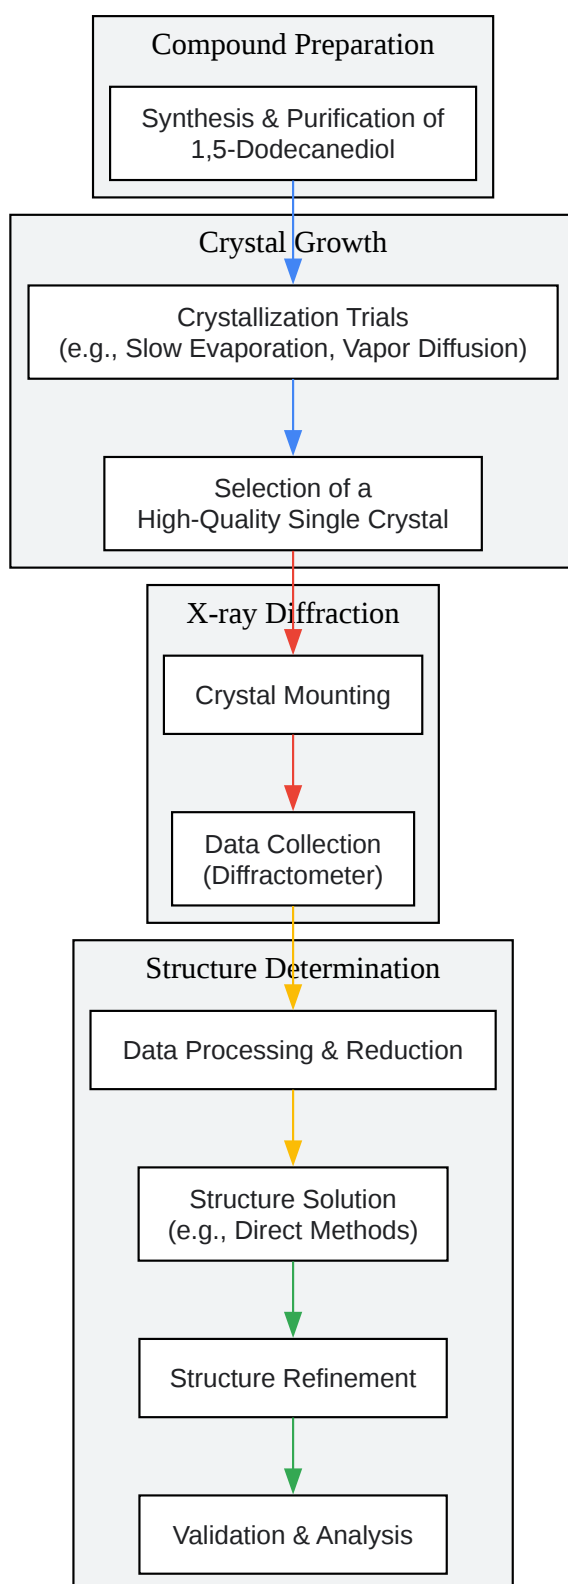 Compound Preparation
Synthesis & Purification of
1,5-Dodecanediol
Crystal Growth
Crystallization Trials
(e.g., Slow Evaporation, Vapor Diffusion)
Selection of a
High-Quality Single Crystal
X-ray Diffraction
Crystal Mounting
Data Collection
(Diffractometer)
Structure Determination
Data Processing & Reduction
Structure Solution
(e.g., Direct Methods)
Structure Refinement
Validation & Analysis